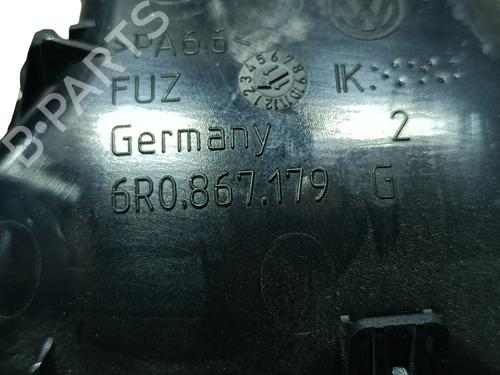 >PA6.6<
FUZ
IK:
Germany 2
6R0.867.179 G
B-PARTS